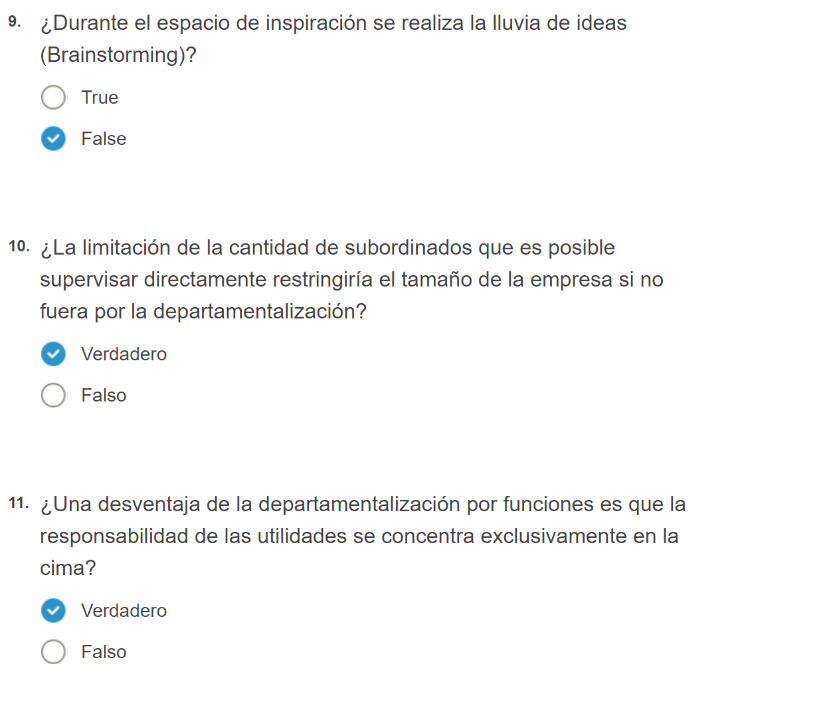 9. ¿Durante el espacio de inspiración se realiza la lluvia de ideas
(Brainstorming)?
True
False
10. ¿La limitación de la cantidad de subordinados que es posible
supervisar directamente restringiría el tamaño de la empresa si no
fuera por la departamentalización?
Verdadero
Falso
11. ¿Una desventaja de la departamentalización por funciones es que la
responsabilidad de las utilidades se concentra exclusivamente en la
cima?
Verdadero
Falso